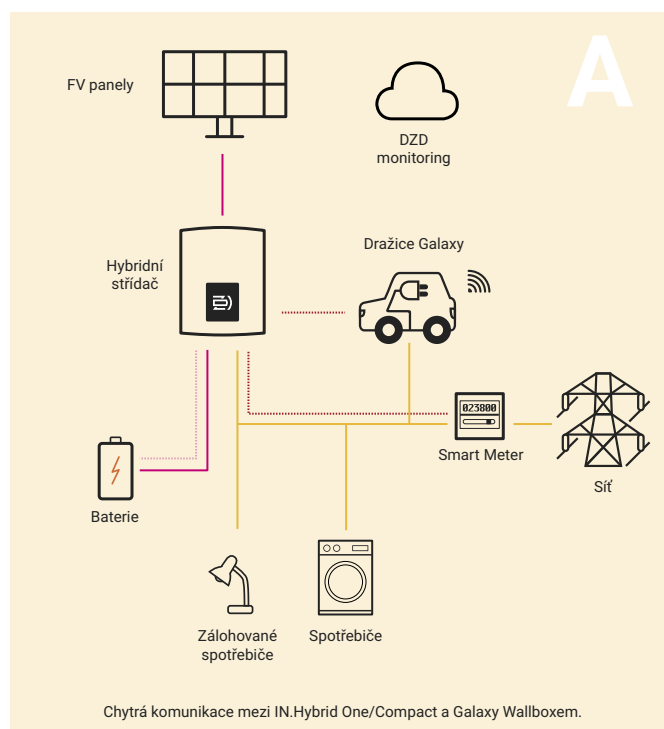 A
FV panely
DZD
monitoring
Hybridní
střídač
Dražice Galaxy
023800
Smart Meter
Síť
Baterie
Zálohované
spotřebiče
Spotřebiče
Chytrá komunikace mezi IN.Hybrid One/Compact a Galaxy Wallboxem.